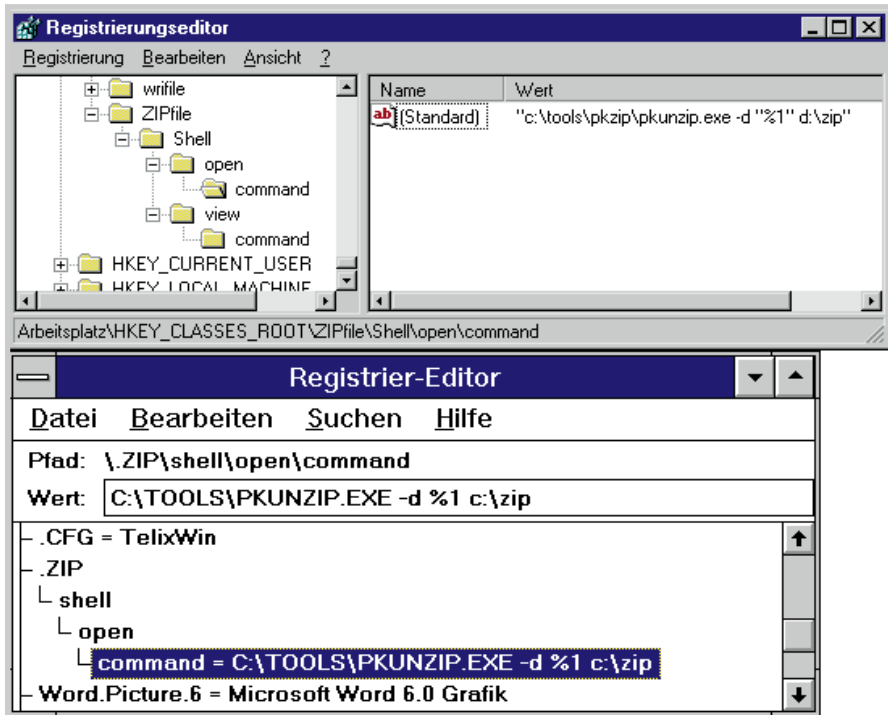 Registrierungseditor
Registrierung Bearbeiten Ansicht ?
wrifile
ZIPfile
Shell
open
command
view
command
HKEY_CURRENT_USER
HKEY_LOCAL_MACHINE
Name Wert
ab (Standard) "c:\tools\pkzip\pkunzip.exe -d "%1" d:\zip"
Arbeitsplatz\HKEY_CLASSES_ROOT\ZIPfile\Shell\open\command
Registrier-Editor
Datei Bearbeiten Suchen Hilfe
Pfad: \.ZIP\shell\open\command
Wert: C:\TOOLS\PKUNZIP.EXE -d %1 c:\zip
.CFG = TelixWin
.ZIP
shell
open
command = C:\TOOLS\PKUNZIP.EXE -d %1 c:\zip
Word.Picture.6 = Microsoft Word 6.0 Grafik